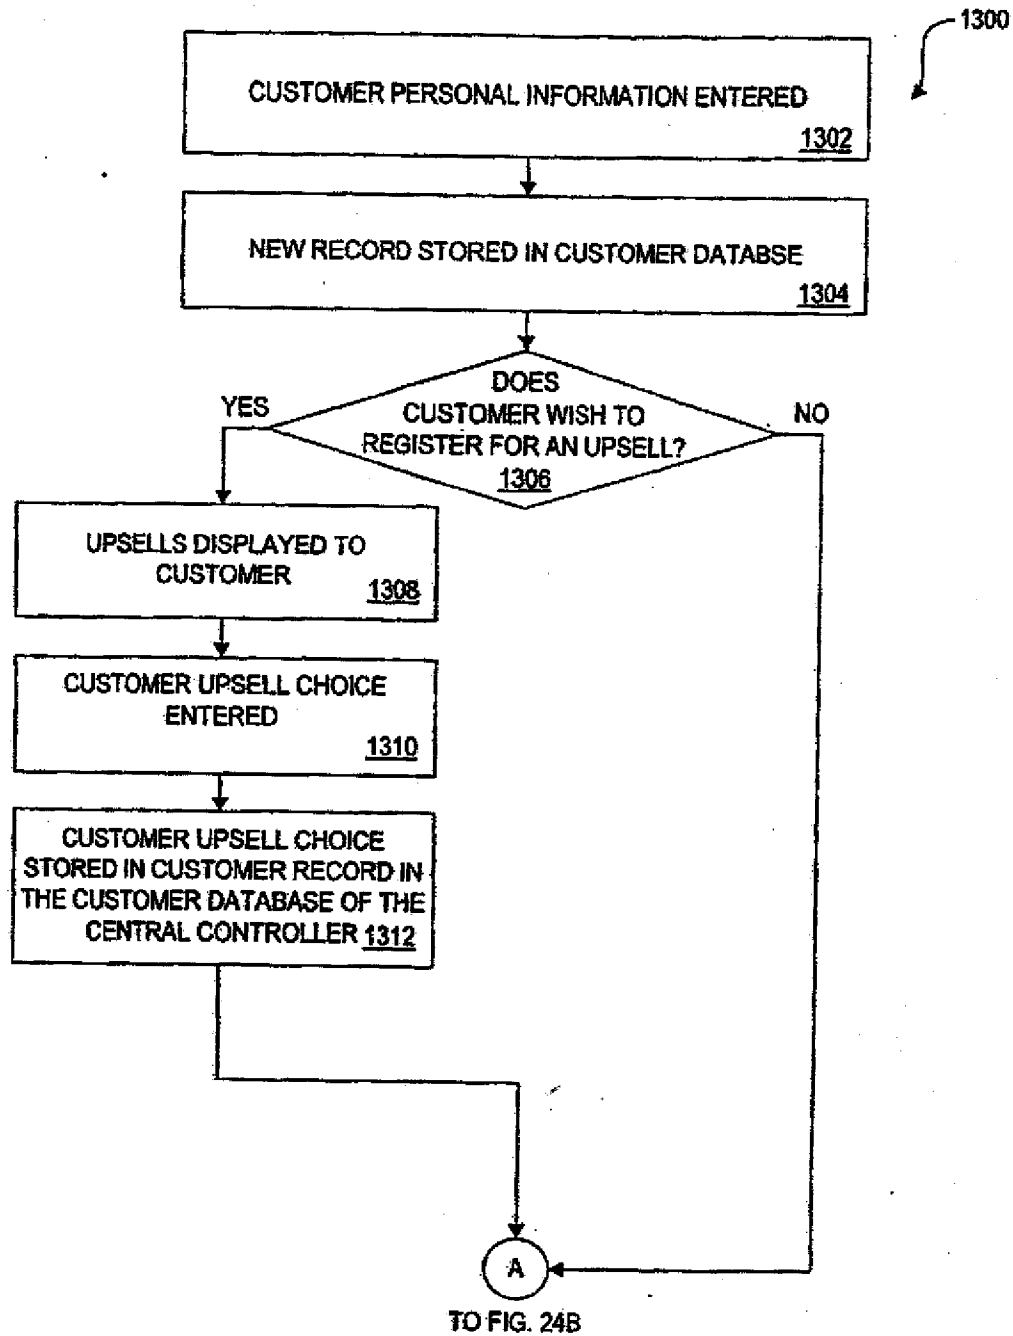 1300
CUSTOMER PERSONAL INFORMATION ENTERED
1302
NEW RECORD STORED IN CUSTOMER DATABSE
1304
DOES
CUSTOMER WISH TO
REGISTER FOR AN UPSELL?
1306
YES
NO
UPSELLS DISPLAYED TO
CUSTOMER
1308
CUSTOMER UPSELL CHOICE
ENTERED
1310
CUSTOMER UPSELL CHOICE
STORED IN CUSTOMER RECORD IN
THE CUSTOMER DATABASE OF THE
CENTRAL CONTROLLER 1312
A
TO FIG. 24B